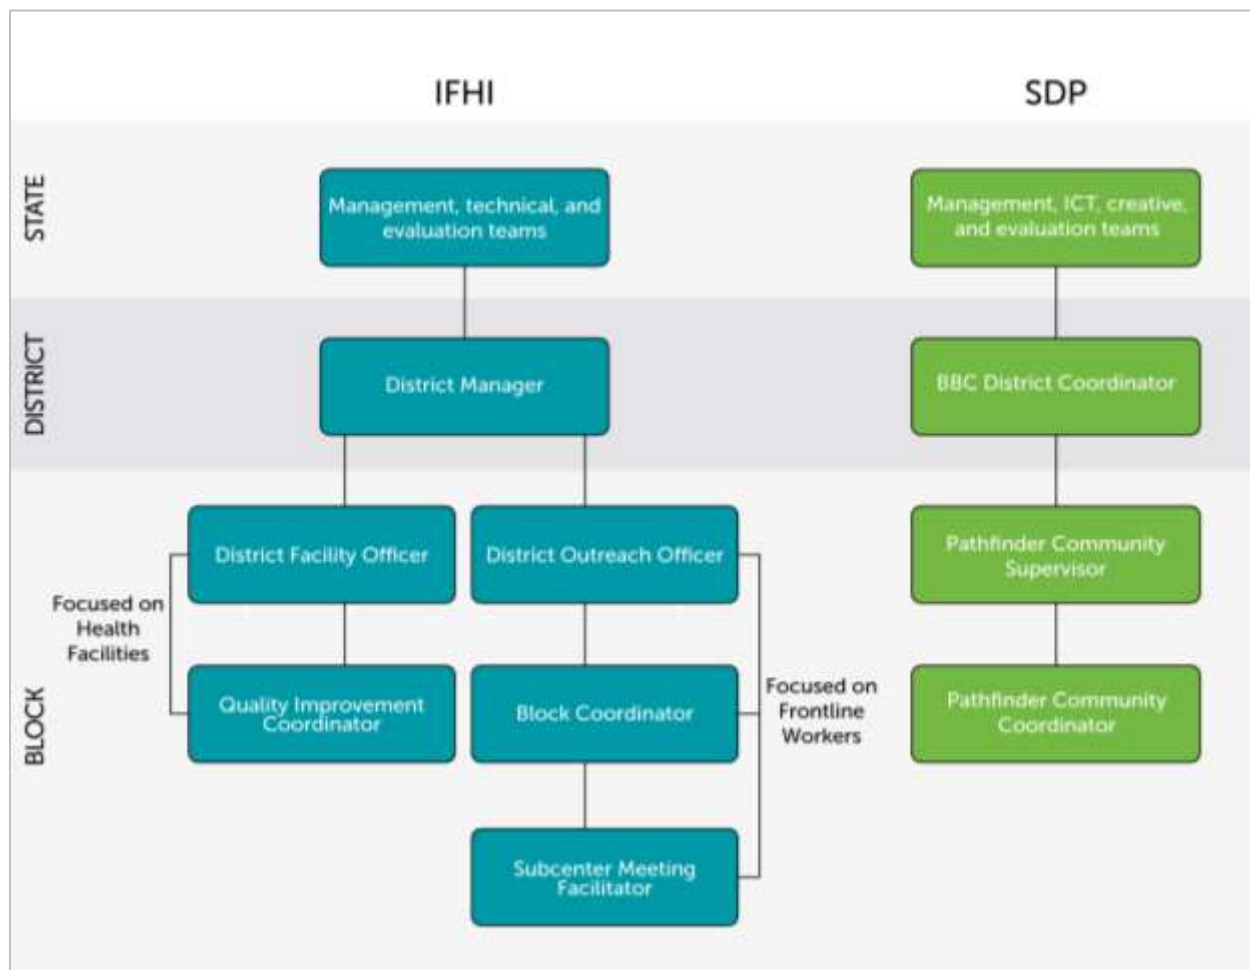 IFHI
SDP
STATE
Management, technical, and
evaluation teams
Management, ICT, creative,
and evaluation teams
DISTRICT
District Manager
BBC District Coordinator
BLOCK
District Facility Officer
District Outreach Officer
Pathfinder Community
Supervisor
Focused on
Health
Facilities
Quality Improvement
Coordinator
Block Coordinator
Focused on
Frontline
Workers
Pathfinder Community
Coordinator
Subcenter Meeting
Facilitator